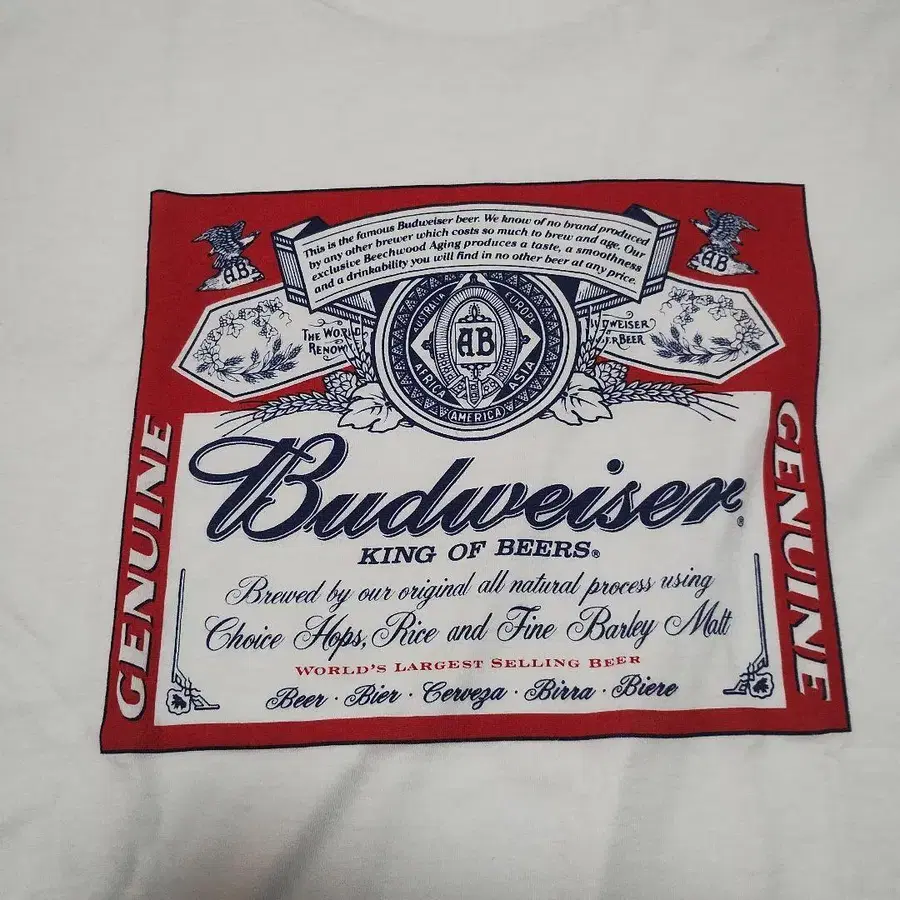 This is the famous Budweiser beer. We know of no brand produced
by any other brewer which costs so much to brew and age. Our
exclusive Beechwood Aging produces a taste, a smoothness
and a drinkability you will find in no other beer at any price.
AB
AB
THE WORLD
RENOW
AUSTRALIA
EUROPE
AFRICA
ASIA
AMERICA
AB
UDWEISER
BEER
GENUINE
GENUINE
Budweiser®
KING OF BEERS®
Brewed by our original all natural process using
Choice Hops, Rice and Fine Barley Malt
WORLD'S LARGEST SELLING BEER
Beer · Bier · Cerveza · Birra · Biere